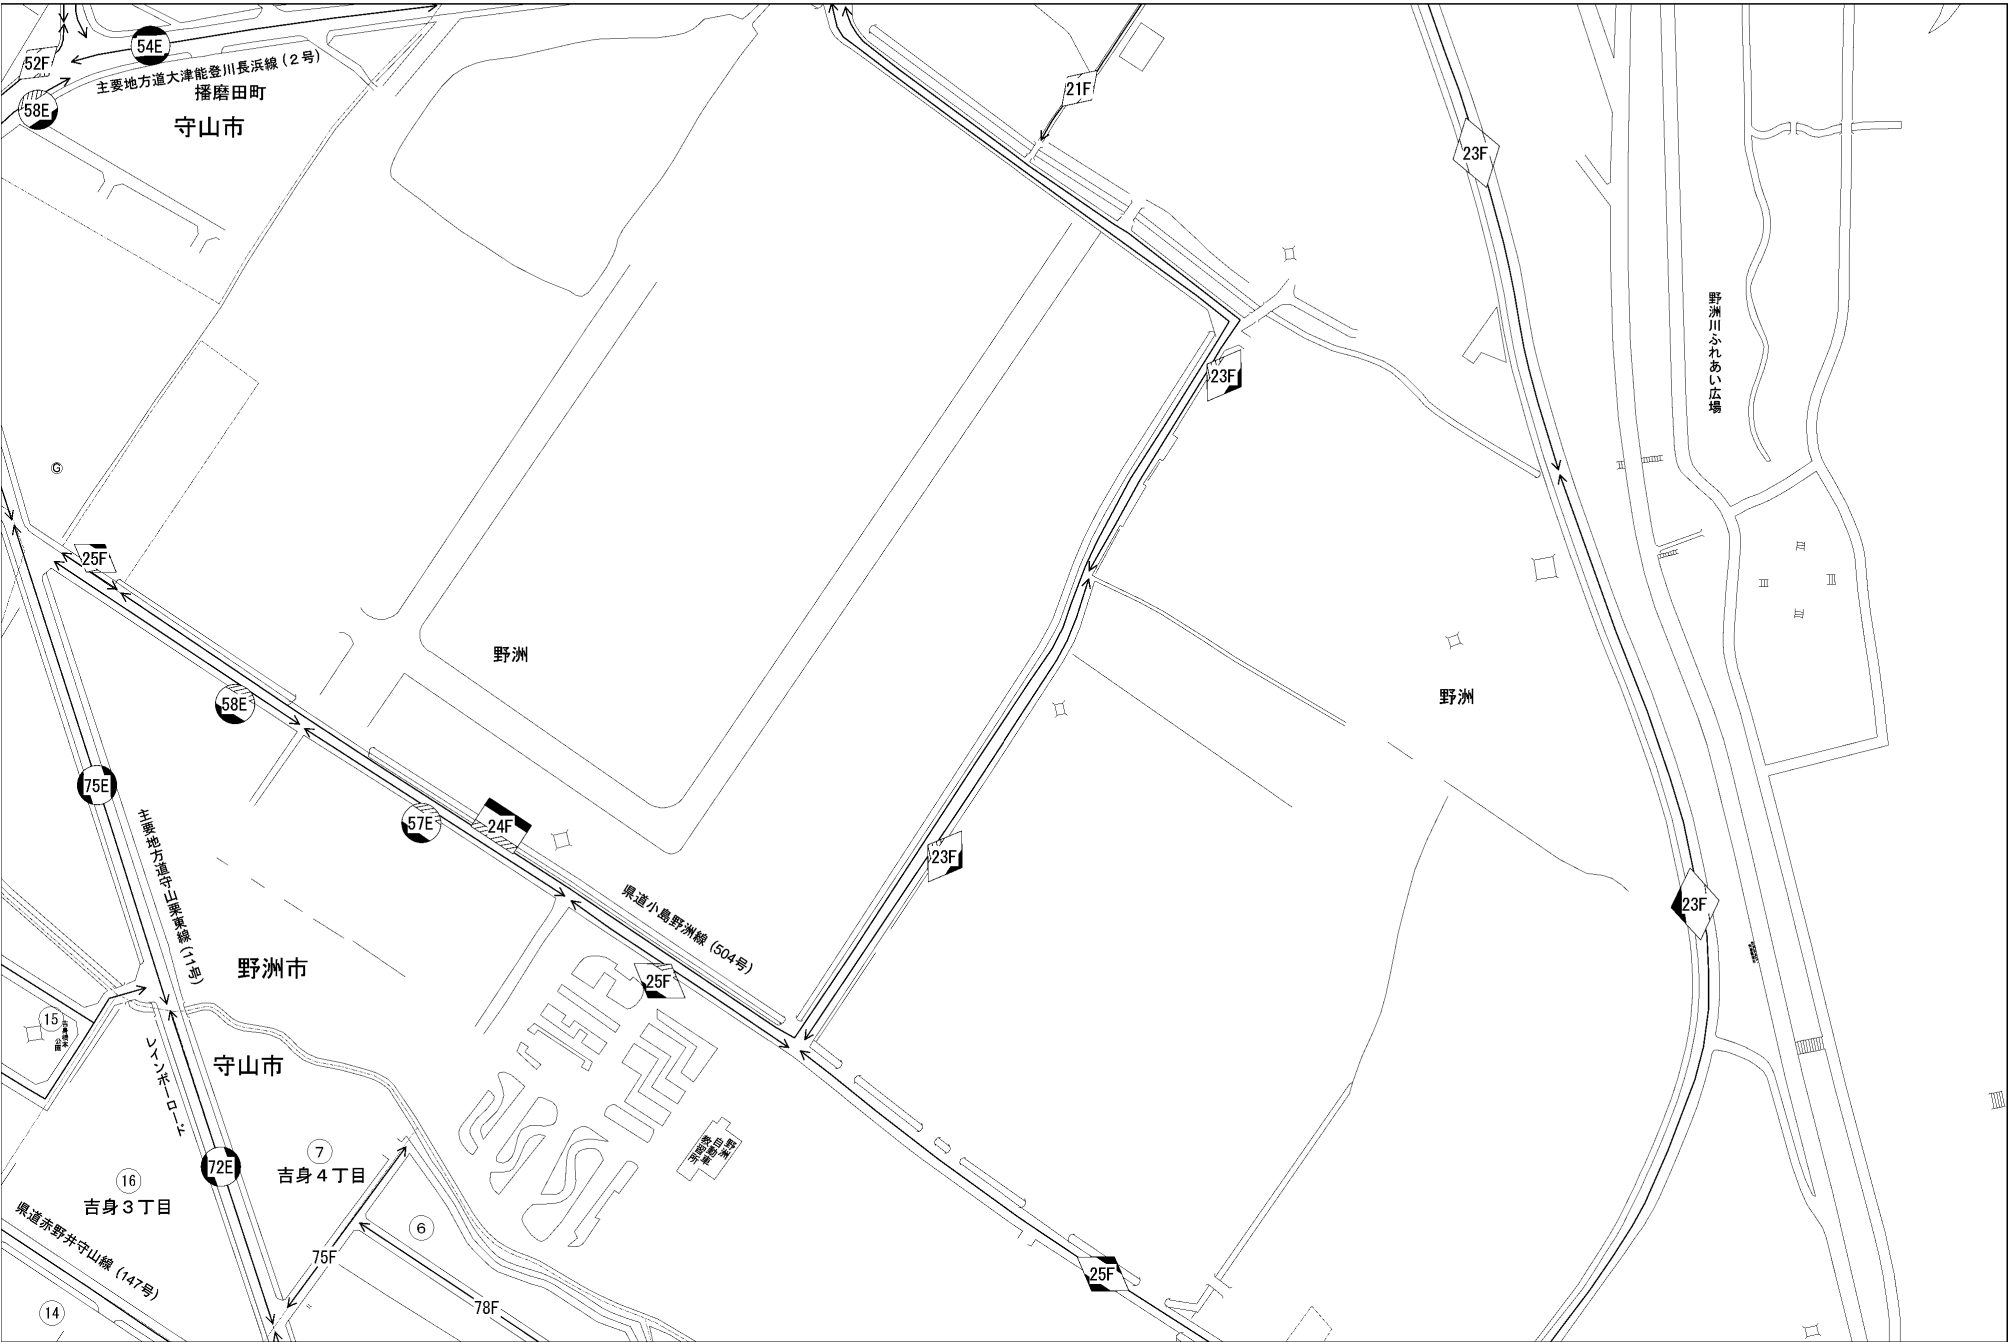 54E
52F
主要地方道大津能登川長浜線(2号)
播磨田町
58E
守山市
21F
23F
野洲川ふれあい広場
23F
G
25F
野洲
58E
野洲
75E
57E
24F
主要地方道守山栗東線(11号)
23F
県道小島野洲線(504号)
23F
野洲市
25F
15
吉身橋本
公園
レインボーロード
守山市
野洲
自動車
教習所
7
吉身4丁目
72E
16
吉身3丁目
県道赤野井守山線(147号)
6
75F
25F
78F
14